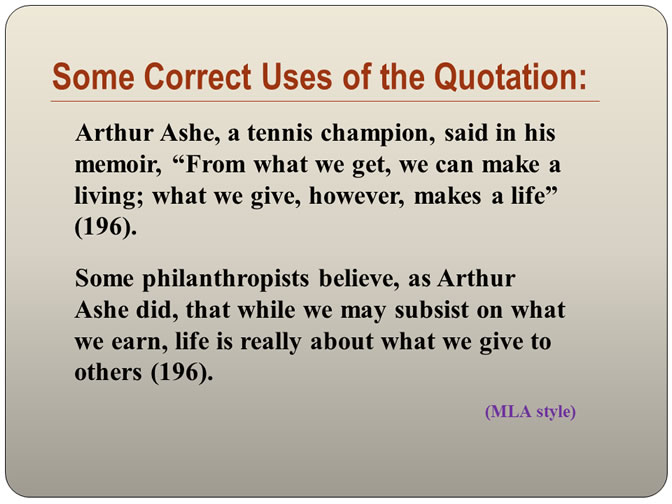 Some Correct Uses of the Quotation:
Arthur Ashe, a tennis champion, said in his
memoir, “From what we get, we can make a
living; what we give, however, makes a life”
(196).
Some philanthropists believe, as Arthur
Ashe did, that while we may subsist on what
we earn, life is really about what we give to
others (196).
(MLA style)